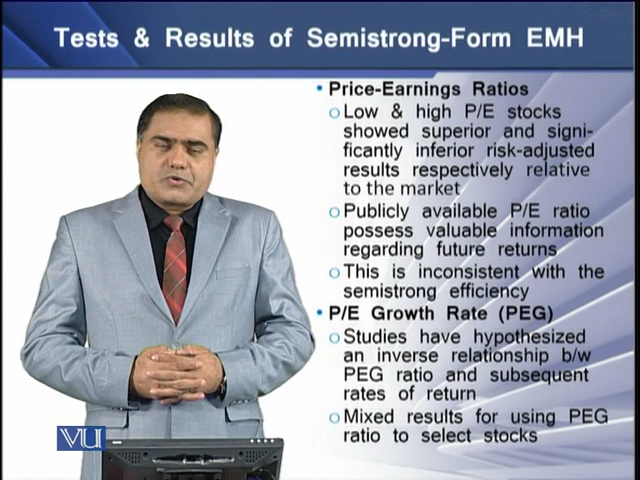 Tests & Results of Semistrong-Form EMH
• Price-Earnings Ratios
o Low & high P/E stocks
showed superior and signi-
ficantly inferior risk-adjusted
results respectively relative
to the market
o Publicly available P/E ratio
possess valuable information
regarding future returns
o This is inconsistent with the
semistrong efficiency
• P/E Growth Rate (PEG)
o Studies have hypothesized
an inverse relationship b/w
PEG ratio and subsequent
rates of return
o Mixed results for using PEG
ratio to select stocks
VU